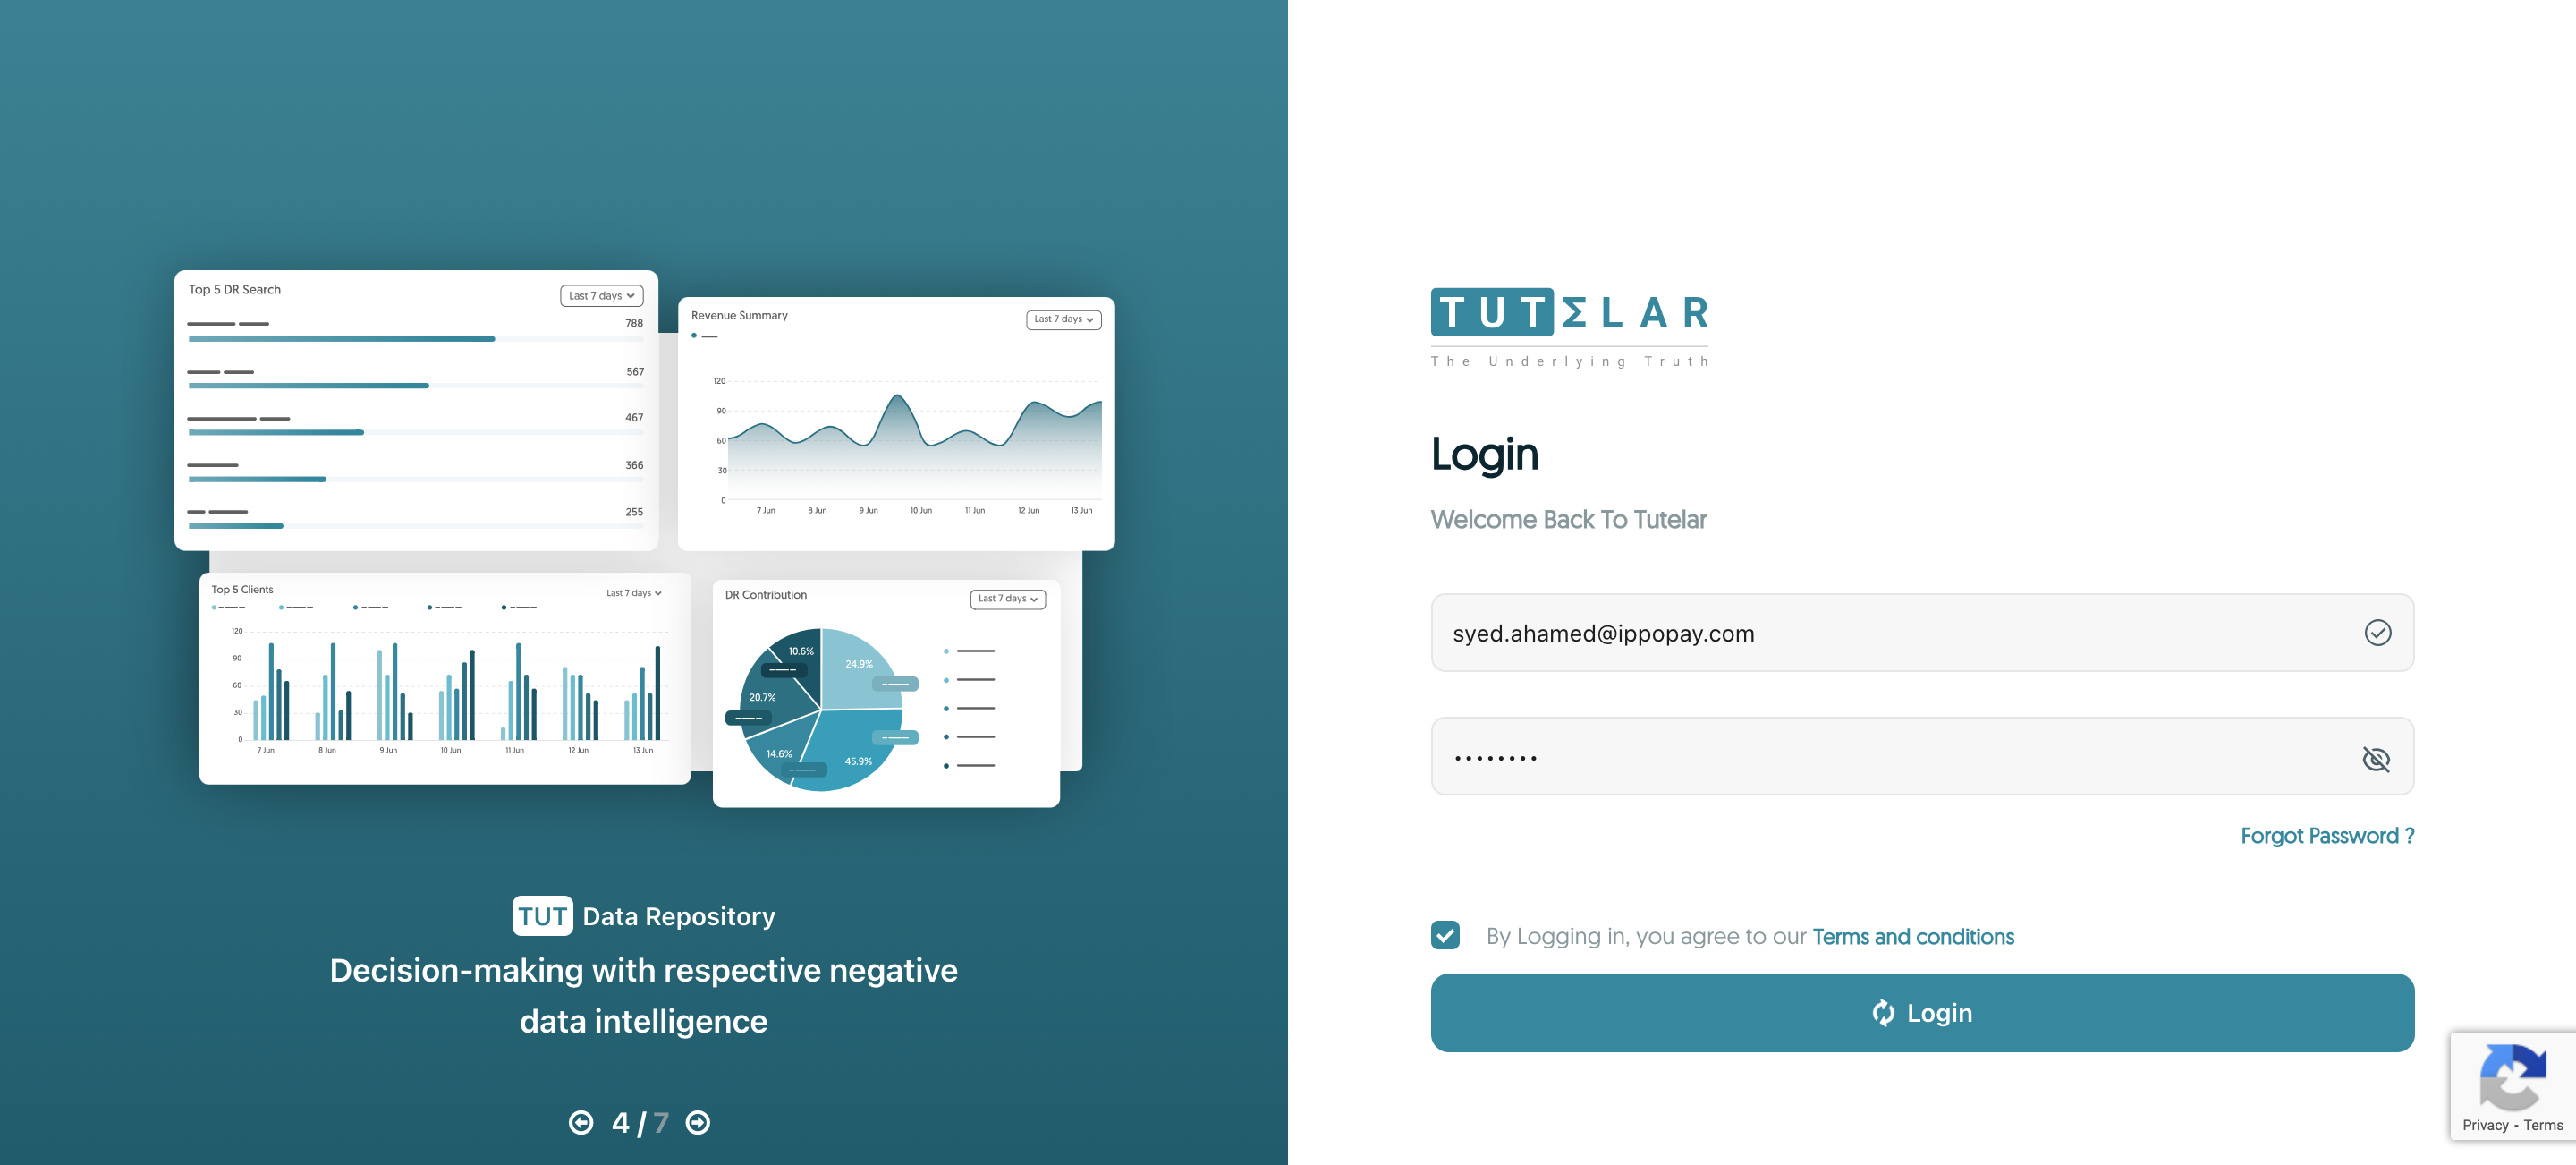 Top 5 DR Search
Last 7 days
788
567
467
366
255
Revenue Summary
Last 7 days
120
90
60
30
0
7 Jun 8 Jun 9 Jun 10 Jun 11 Jun 12 Jun 13 Jun
Top 5 Clients
Last 7 days
120
90
60
30
0
7 Jun 8 Jun 9 Jun 10 Jun 11 Jun 12 Jun 13 Jun
DR Contribution
Last 7 days
10.6%
24.9%
20.7%
14.6%
45.9%
TUT Data Repository
Decision-making with respective negative
data intelligence
4 / 7
TUTΣLAR
The Underlying Truth
Login
Welcome Back To Tutelar
syed.ahamed@ippopay.com
••••••••
Forgot Password ?
By Logging in, you agree to our Terms and conditions
Login
Privacy - Terms